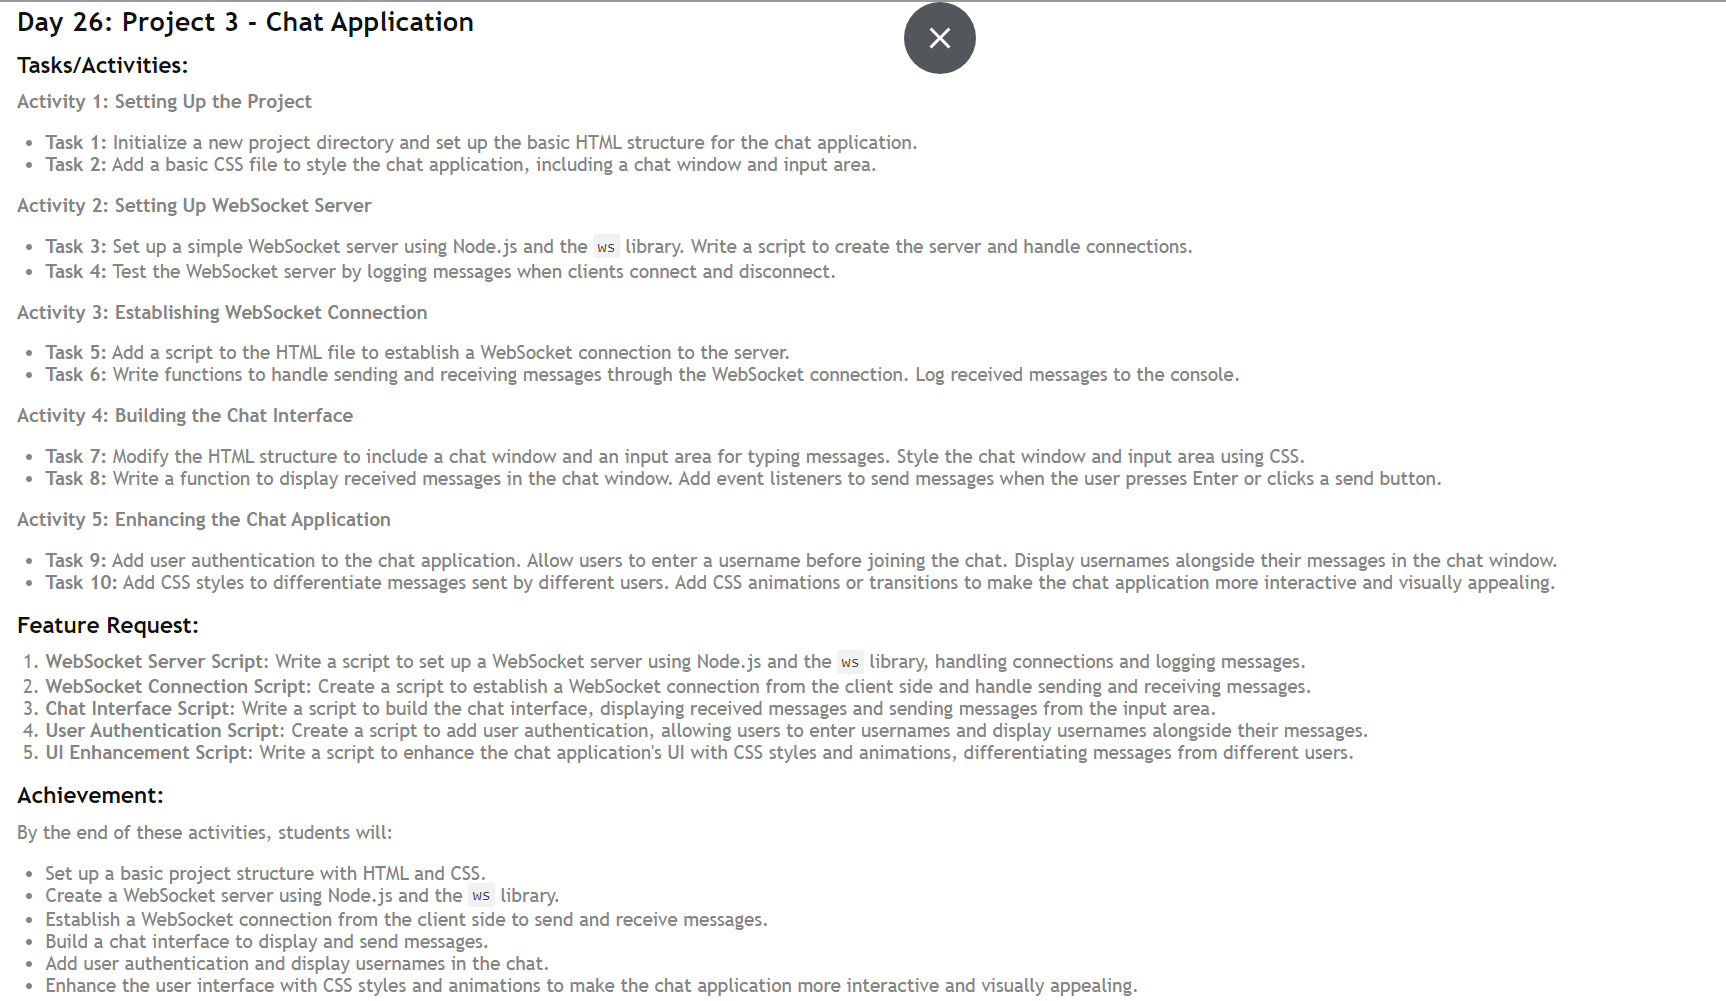 Day 26: Project 3 - Chat Application
Tasks/Activities:
Activity 1: Setting Up the Project
• Task 1: Initialize a new project directory and set up the basic HTML structure for the chat application.
• Task 2: Add a basic CSS file to style the chat application, including a chat window and input area.
Activity 2: Setting Up WebSocket Server
• Task 3: Set up a simple WebSocket server using Node.js and the ws library. Write a script to create the server and handle connections.
• Task 4: Test the WebSocket server by logging messages when clients connect and disconnect.
Activity 3: Establishing WebSocket Connection
• Task 5: Add a script to the HTML file to establish a WebSocket connection to the server.
• Task 6: Write functions to handle sending and receiving messages through the WebSocket connection. Log received messages to the console.
Activity 4: Building the Chat Interface
• Task 7: Modify the HTML structure to include a chat window and an input area for typing messages. Style the chat window and input area using CSS.
• Task 8: Write a function to display received messages in the chat window. Add event listeners to send messages when the user presses Enter or clicks a send button.
Activity 5: Enhancing the Chat Application
• Task 9: Add user authentication to the chat application. Allow users to enter a username before joining the chat. Display usernames alongside their messages in the chat window.
• Task 10: Add CSS styles to differentiate messages sent by different users. Add CSS animations or transitions to make the chat application more interactive and visually appealing.
Feature Request:
1. WebSocket Server Script: Write a script to set up a WebSocket server using Node.js and the ws library, handling connections and logging messages.
2. WebSocket Connection Script: Create a script to establish a WebSocket connection from the client side and handle sending and receiving messages.
3. Chat Interface Script: Write a script to build the chat interface, displaying received messages and sending messages from the input area.
4. User Authentication Script: Create a script to add user authentication, allowing users to enter usernames and display usernames alongside their messages.
5. UI Enhancement Script: Write a script to enhance the chat application's UI with CSS styles and animations, differentiating messages from different users.
Achievement:
By the end of these activities, students will:
• Set up a basic project structure with HTML and CSS.
• Create a WebSocket server using Node.js and the ws library.
• Establish a WebSocket connection from the client side to send and receive messages.
• Build a chat interface to display and send messages.
• Add user authentication and display usernames in the chat.
• Enhance the user interface with CSS styles and animations to make the chat application more interactive and visually appealing.